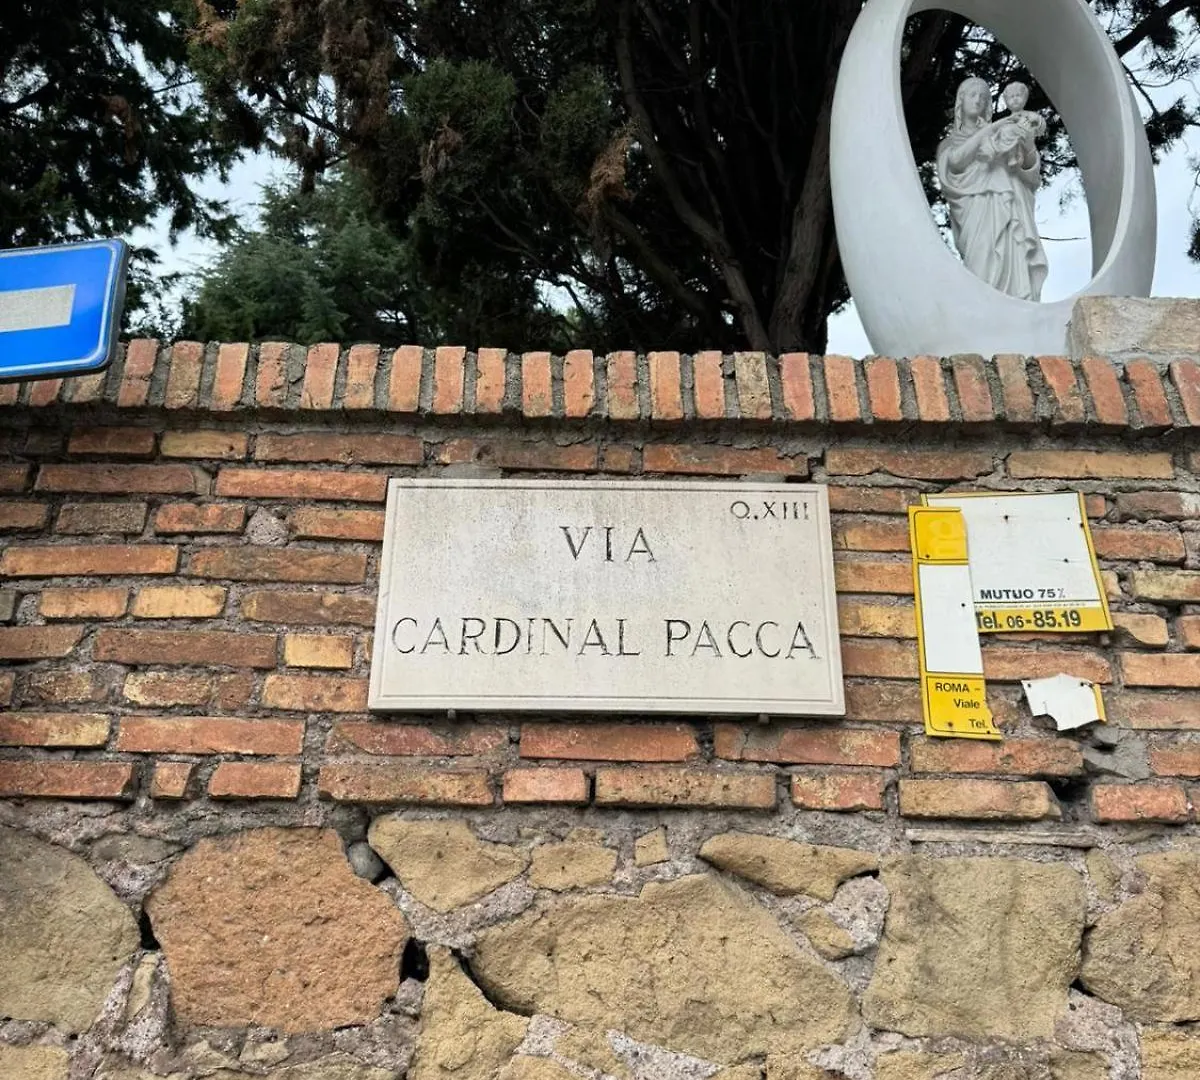 Q.XIII
VIA
CARDINAL PACCA
MUTUO 75%
Tel. 06-85.19
ROMA -
Viale
Tel.